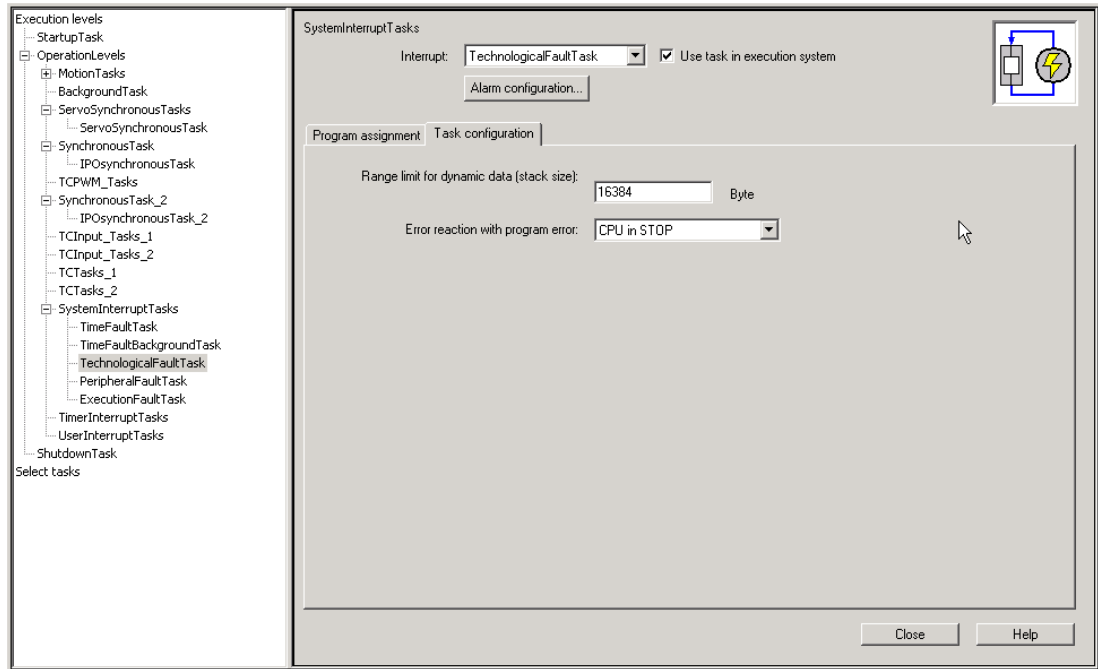 Execution levels
StartupTask
OperationLevels
MotionTasks
BackgroundTask
ServoSynchronousTasks
ServoSynchronousTask
SynchronousTask
IPOsynchronousTask
TCPWM_Tasks
SynchronousTask_2
IPOsynchronousTask_2
TCInput_Tasks_1
TCInput_Tasks_2
TCTasks_1
TCTasks_2
SystemInterruptTasks
TimeFaultTask
TimeFaultBackgroundTask
TechnologicalFaultTask
PeripheralFaultTask
ExecutionFaultTask
TimerInterruptTasks
UserInterruptTasks
ShutdownTask
Select tasks
SystemInterruptTasks
Interrupt: TechnologicalFaultTask Use task in execution system
Alarm configuration...
Program assignment Task configuration
Range limit for dynamic data (stack size): 16384 Byte
Error reaction with program error: CPU in STOP
Close Help